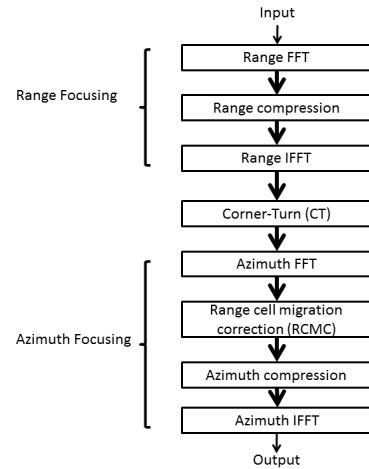 Input
Range FFT
Range Focusing
Range compression
Range IFFT
Corner-Turn (CT)
Azimuth FFT
Range cell migration
correction (RCMC)
Azimuth Focusing
Azimuth compression
Azimuth IFFT
Output